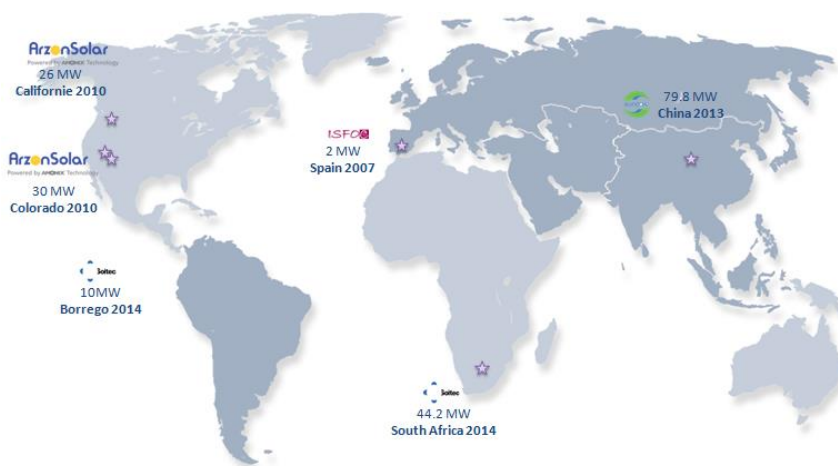 ArzonSolar
Powered by AMONIX Technology
26 MW
Californie 2010
ArzonSolar
Powered by AMONIX Technology
30 MW
Colorado 2010
Soitec
10MW
Borrego 2014
ISFOC
2 MW
Spain 2007
79.8 MW
China 2013
Soitec
44.2 MW
South Africa 2014